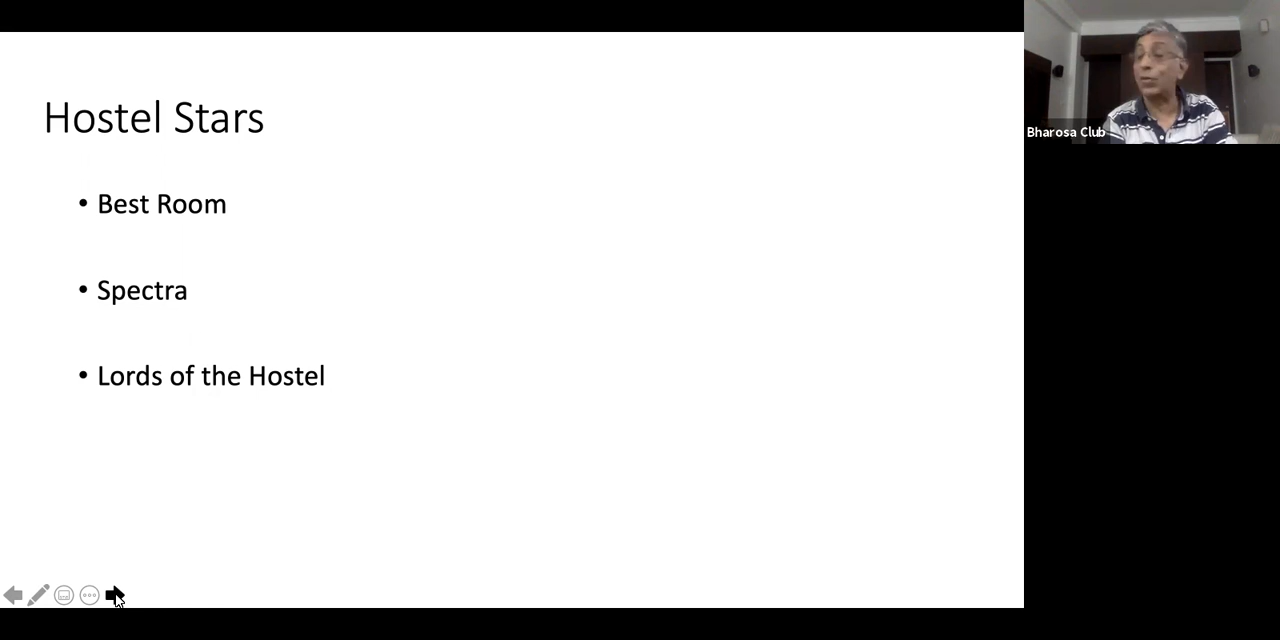 Hostel Stars
• Best Room
• Spectra
• Lords of the Hostel
Bharosa Club